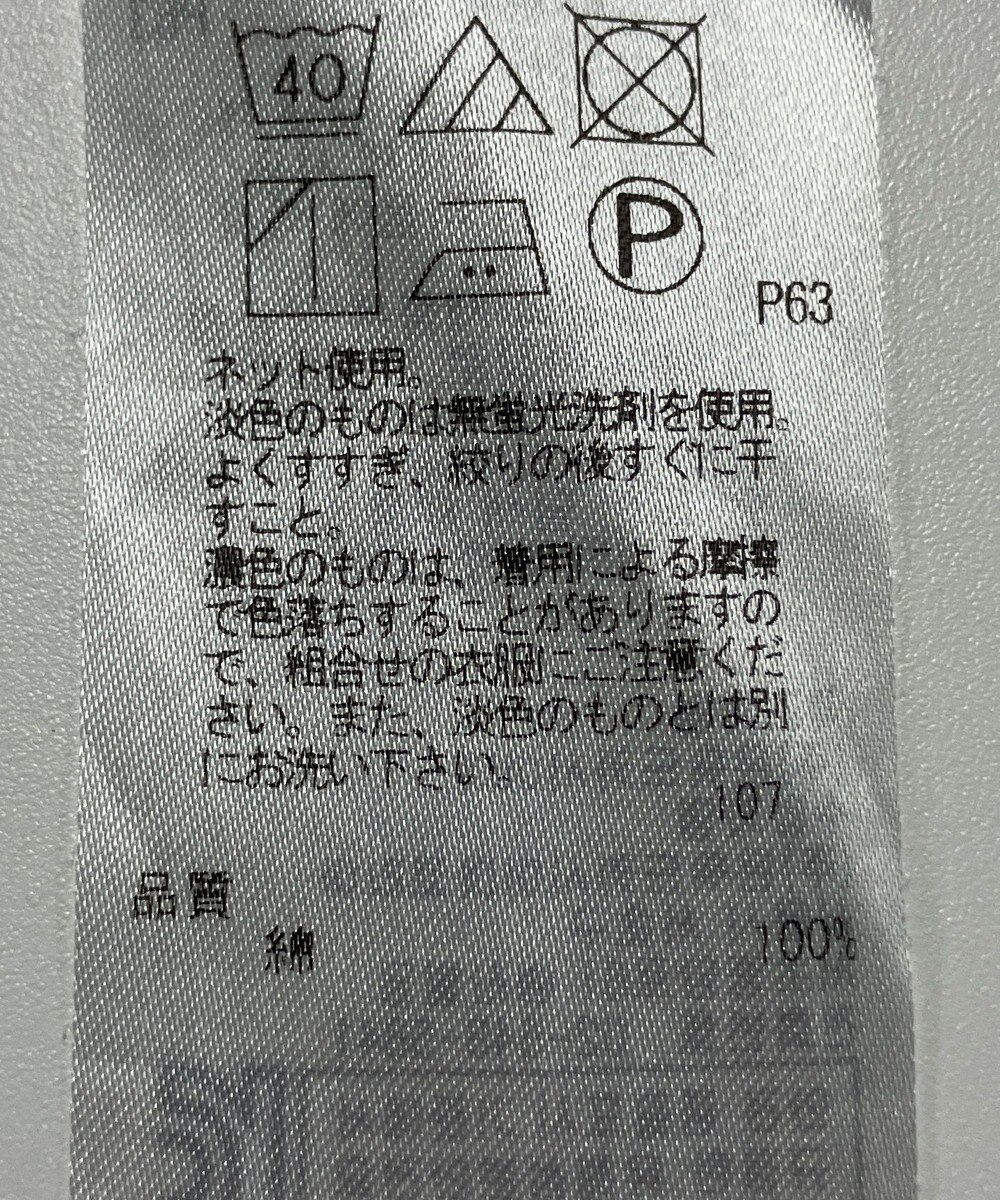 40
P
P63
ネット使用。
淡色のものは無蛍光洗剤を使用。
よくすすぎ、絞りの後すぐに干
すこと。
濃色のものは、着用による摩擦
で色落ちすることがありますの
で、組合せの衣服にご注意くだ
さい。また、淡色のものとは別
にお洗い下さい。
107
品質
綿 100%